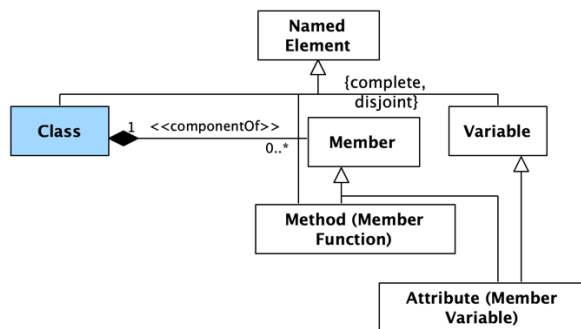 Named
Element
{complete,
disjoint}
Class
1
<<componentOf>>
0..*
Member
Variable
Method (Member
Function)
Attribute (Member
Variable)